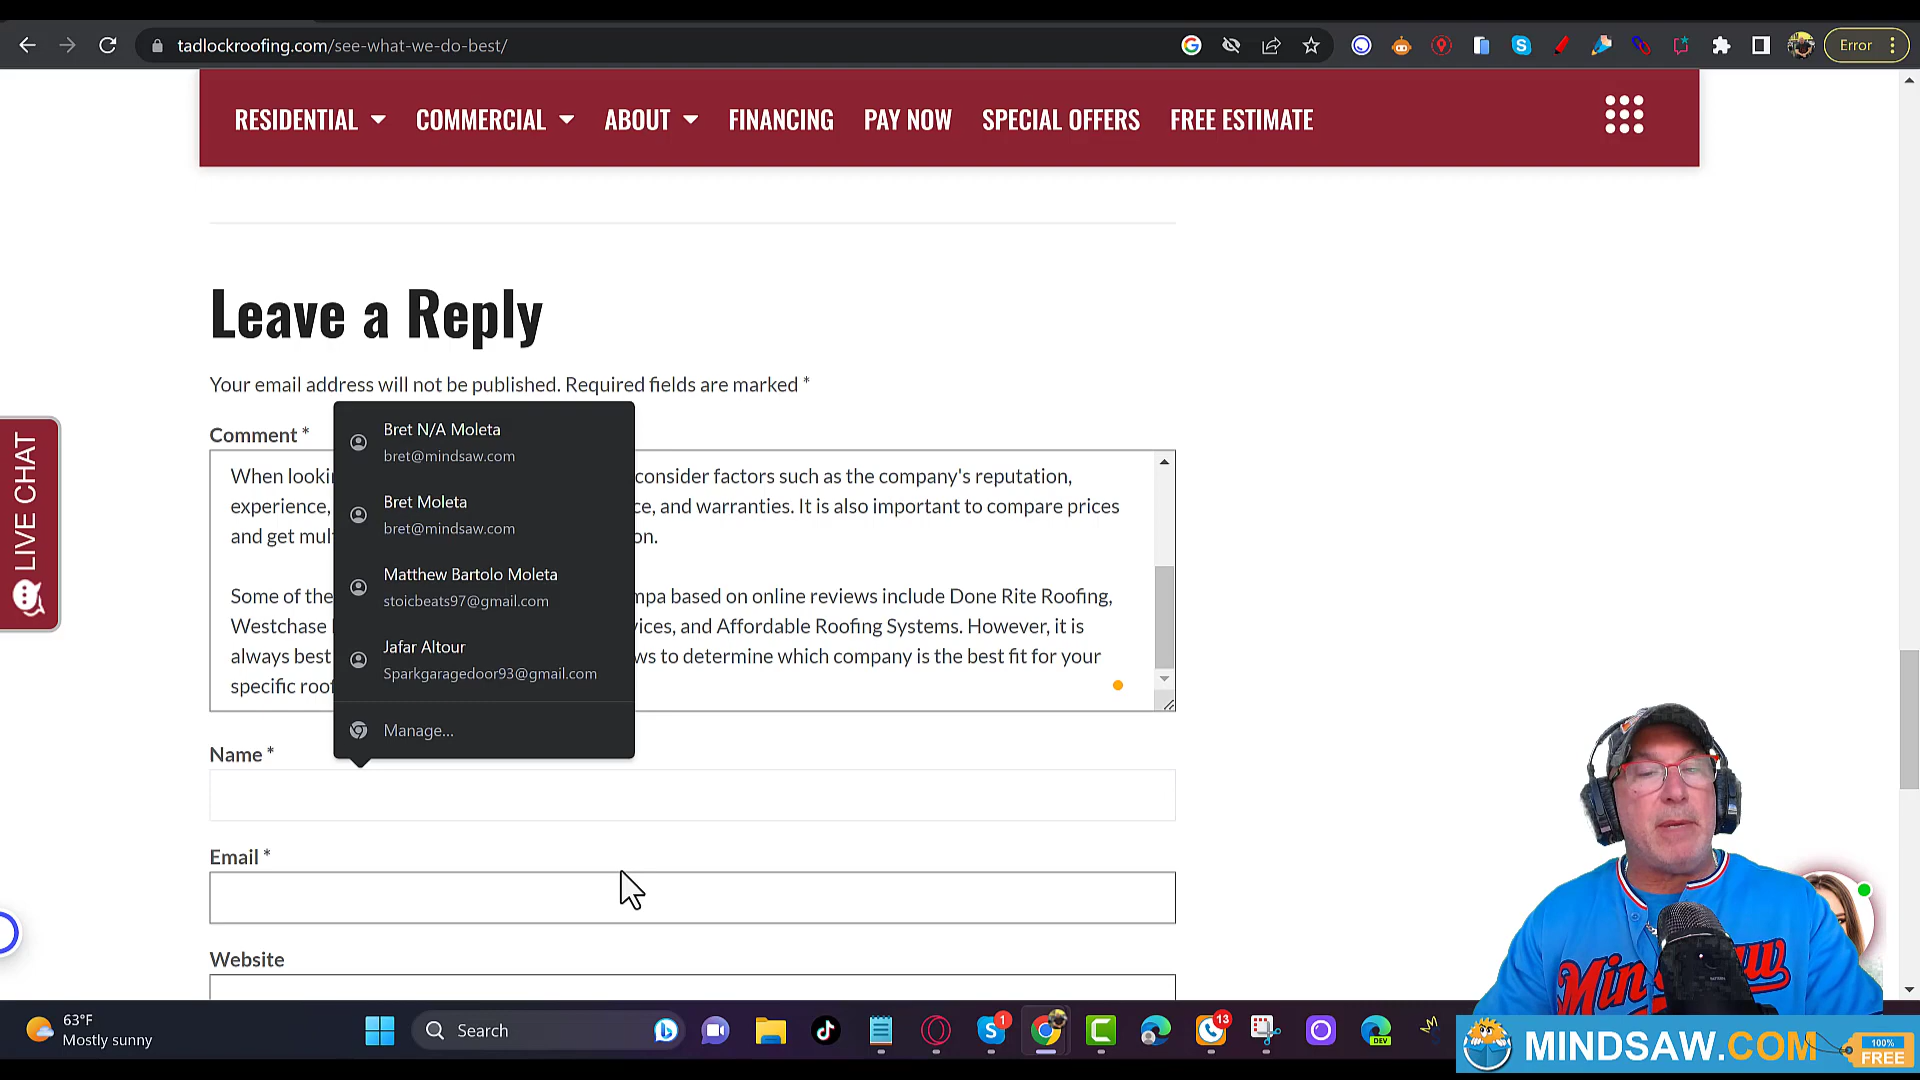 tadlockroofing.com/see-what-we-do-best/
Error
RESIDENTIAL
COMMERCIAL
ABOUT
FINANCING
PAY NOW
SPECIAL OFFERS
FREE ESTIMATE
Leave a Reply
Your email address will not be published. Required fields are marked *
Comment *
When looki
consider factors such as the company's reputation,
experience,
ce, and warranties. It is also important to compare prices
and get mul
on.
Some of the
mpa based on online reviews include Done Rite Roofing,
Westchase
vices, and Affordable Roofing Systems. However, it is
always best
ws to determine which company is the best fit for your
specific roo
Bret N/A Moleta
bret@mindsaw.com
Bret Moleta
bret@mindsaw.com
Matthew Bartolo Moleta
stoicbeats97@gmail.com
Jafar Altour
Sparkgaragedoor93@gmail.com
Manage...
LIVE CHAT
Name *
Email *
Website
63°F
Mostly sunny
Search
1
13
DEV
MINDSAW.COM
100%
FREE